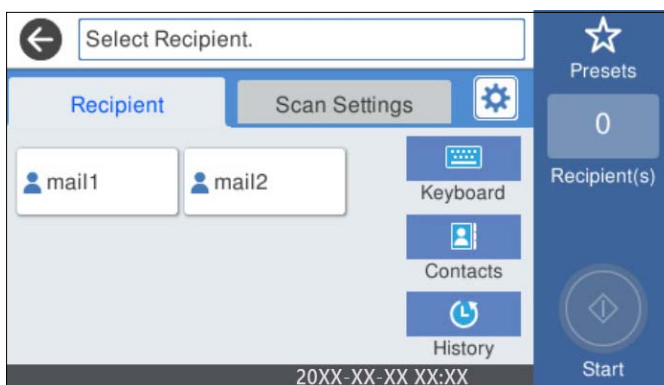 Select Recipient.
Presets
Recipient
Scan Settings
0
Recipient(s)
mail1
mail2
Keyboard
Contacts
History
Start
20XX-XX-XX XX:XX